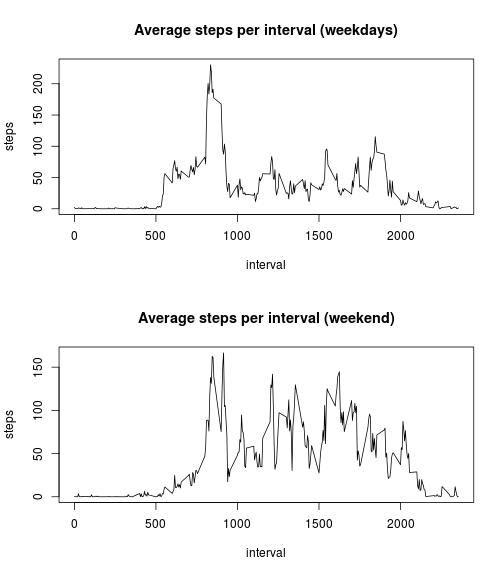 Average steps per interval (weekdays)
steps
0 50 100 150 200
0 500 1000 1500 2000
interval
Average steps per interval (weekend)
steps
0 50 100 150
0 500 1000 1500 2000
interval